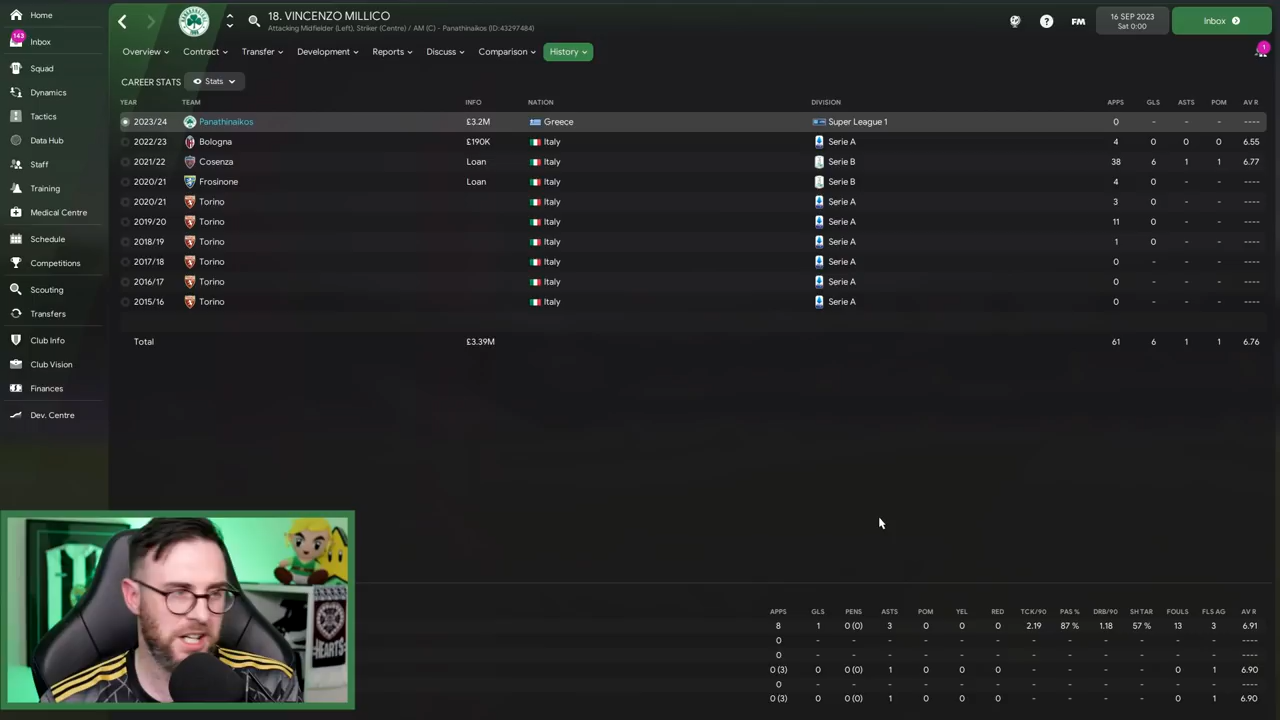 18. VINCENZO MILLICO
Attacking Midfielder (Left), Striker (Centre) / AM (C) - Panathinaikos (ID:43297484)
16 SEP 2023
Sat 0:00
FM
Inbox
Home
143
Inbox
Squad
Dynamics
Tactics
Data Hub
Staff
Training
Medical Centre
Schedule
Competitions
Scouting
Transfers
Club Info
Club Vision
Finances
Dev. Centre
Overview Contract Transfer Development Reports Discuss Comparison History
1
CAREER STATS Stats
YEAR TEAM INFO NATION DIVISION APPS GLS ASTS POM AV R
2023/24 Panathinaikos £3.2M Greece Super League 1 0 - - - ----
2022/23 Bologna £190K Italy Serie A 4 0 0 0 6.55
2021/22 Cosenza Loan Italy Serie B 38 6 1 1 6.77
2020/21 Frosinone Loan Italy Serie B 4 0 - - ----
2020/21 Torino Italy Serie A 3 0 - - ----
2019/20 Torino Italy Serie A 11 0 - - ----
2018/19 Torino Italy Serie A 1 0 - - ----
2017/18 Torino Italy Serie A 0 - - - ----
2016/17 Torino Italy Serie A 0 - - - ----
2015/16 Torino Italy Serie A 0 - - - ----
Total £3.39M 61 6 1 1 6.76
APPS GLS PENS ASTS POM YEL RED TCK/90 PAS % DRB/90 SH TAR FOULS FLS AG AV R
8 1 0 (0) 3 0 0 0 2.19 87 % 1.18 57 % 13 3 6.91
0 - - - - - - - - - - - - -
0 - - - - - - - - - - - - -
0 (3) 0 0 (0) 1 0 0 0 - - - - 0 1 6.90
0 - - - - - - - - - - - - -
0 (3) 0 0 (0) 1 0 0 0 - - - - 0 1 6.90
HEARTS